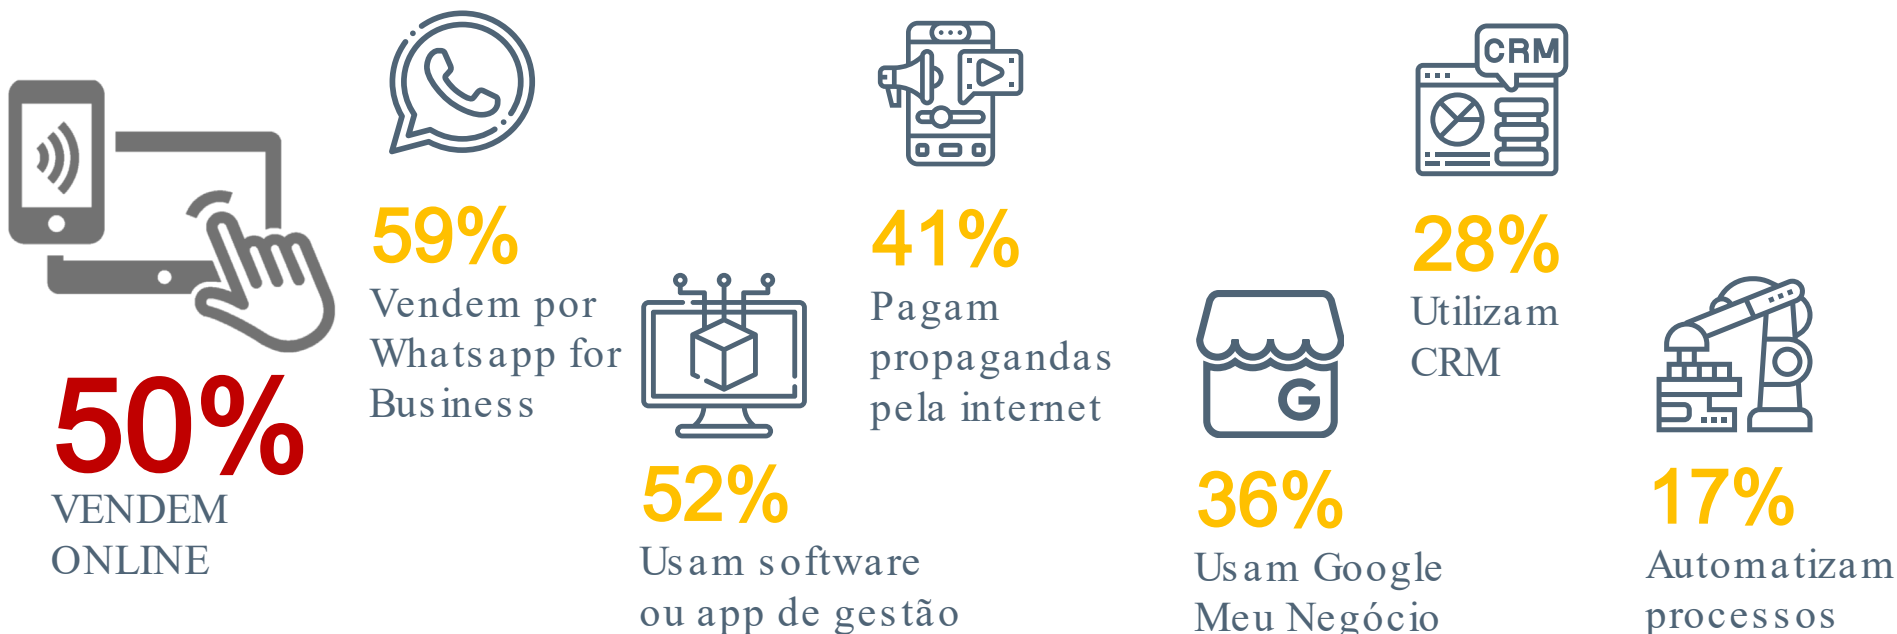 50%
VENDEM
ONLINE
59%
Vendem por
Whatsapp for
Business
52%
Usam software
ou app de gestão
41%
Pagam
propagandas
pela internet
G
36%
Usam Google
Meu Negócio
CRM
28%
Utilizam
CRM
17%
Automatizam
processos